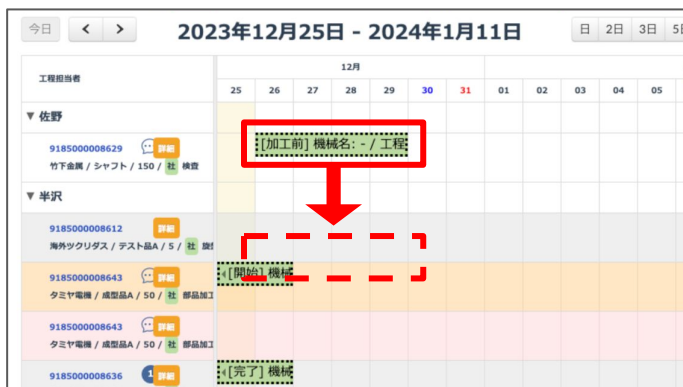 今日 < > 2023年12月25日 - 2024年1月11日 日 2日 3日 5日
工程担当者
12月
25 26 27 28 29 30 31 01 02 03 04 05
▼ 佐野
9185000008629 詳細
竹下金属 / シャフト / 150 / 社 検査
[加工前] 機械名: - / 工程
▼ 半沢
9185000008612 詳細
海外ツクリダス / テスト品A / 5 / 社 旋
9185000008643 詳細
タミヤ電機 / 成型品A / 50 / 社 部品加工
[開始] 機械
9185000008643 詳細
タミヤ電機 / 成型品A / 50 / 社 部品加工
9185000008636 1 詳細
[完了] 機械